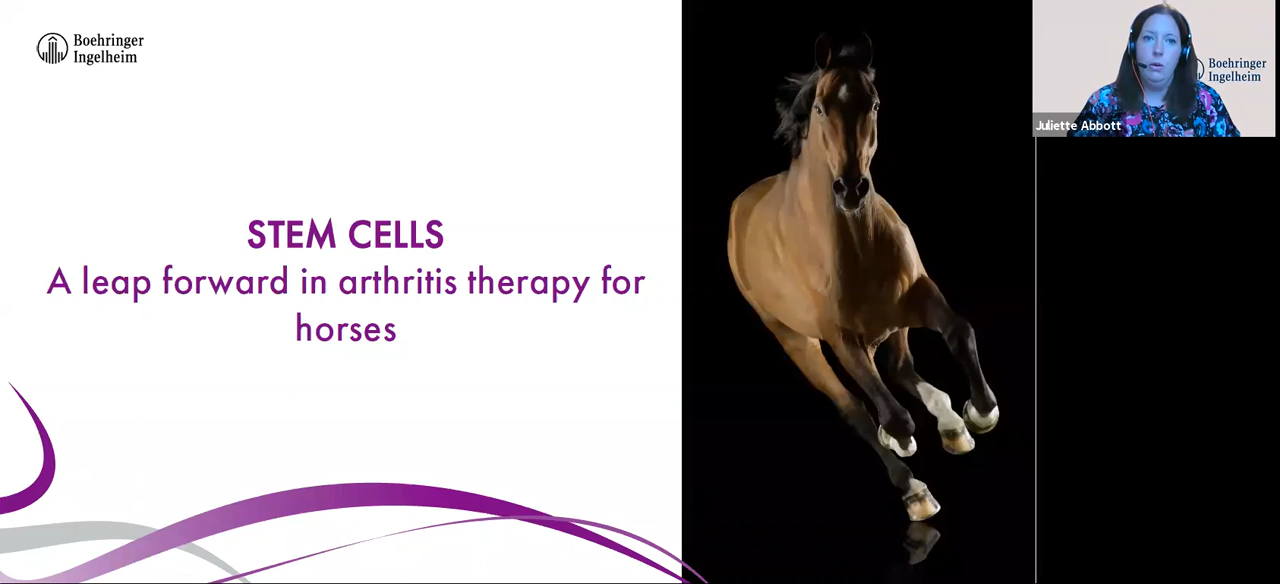 Boehringer
Ingelheim
STEM CELLS
A leap forward in arthritis therapy for
horses
Boehringer
Ingelheim
Juliette Abbott